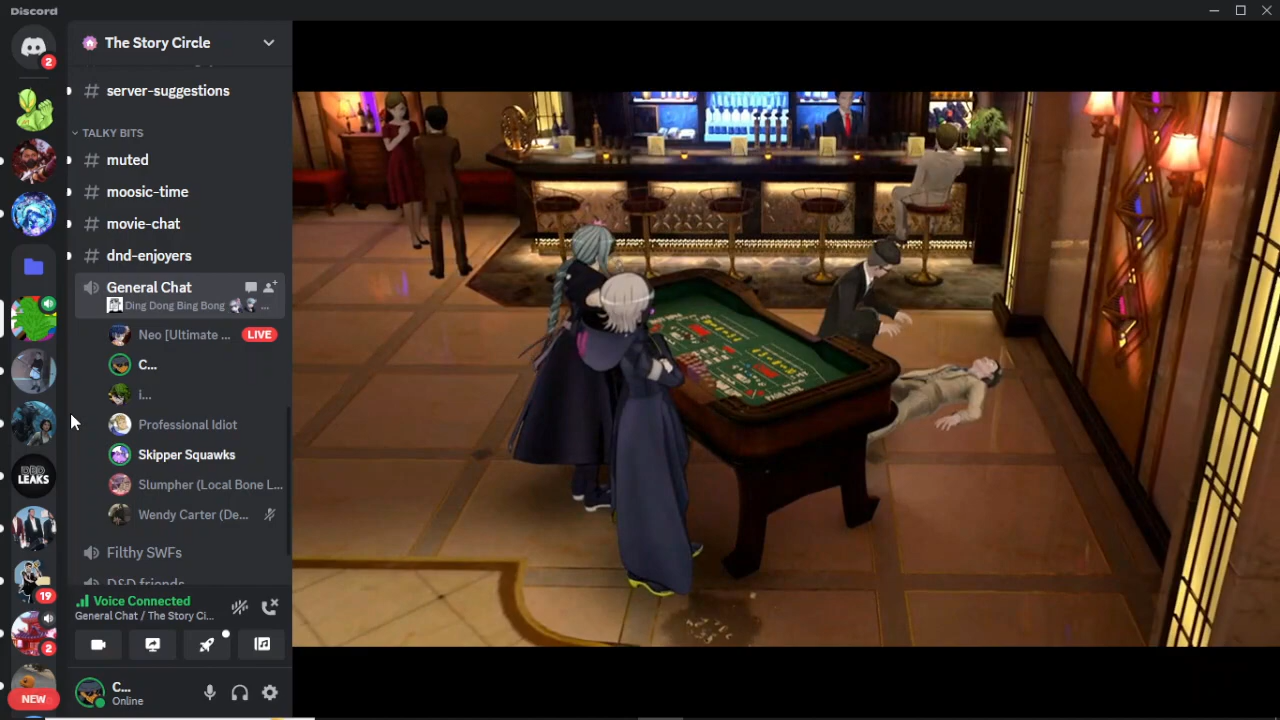 Discord
The Story Circle
server-suggestions
TALKY BITS
muted
moosic-time
movie-chat
dnd-enjoyers
General Chat
Ding Dong Bing Bong
...
Neo [Ultimate ...
LIVE
C...
i...
Professional Idiot
Skipper Squawks
Slumpher (Local Bone L...
Wendy Carter (De...
Filthy SWFs
D&D friends
Voice Connected
General Chat / The Story Ci...
C...
Online
2
DBD
LEAKS
19
2
NEW